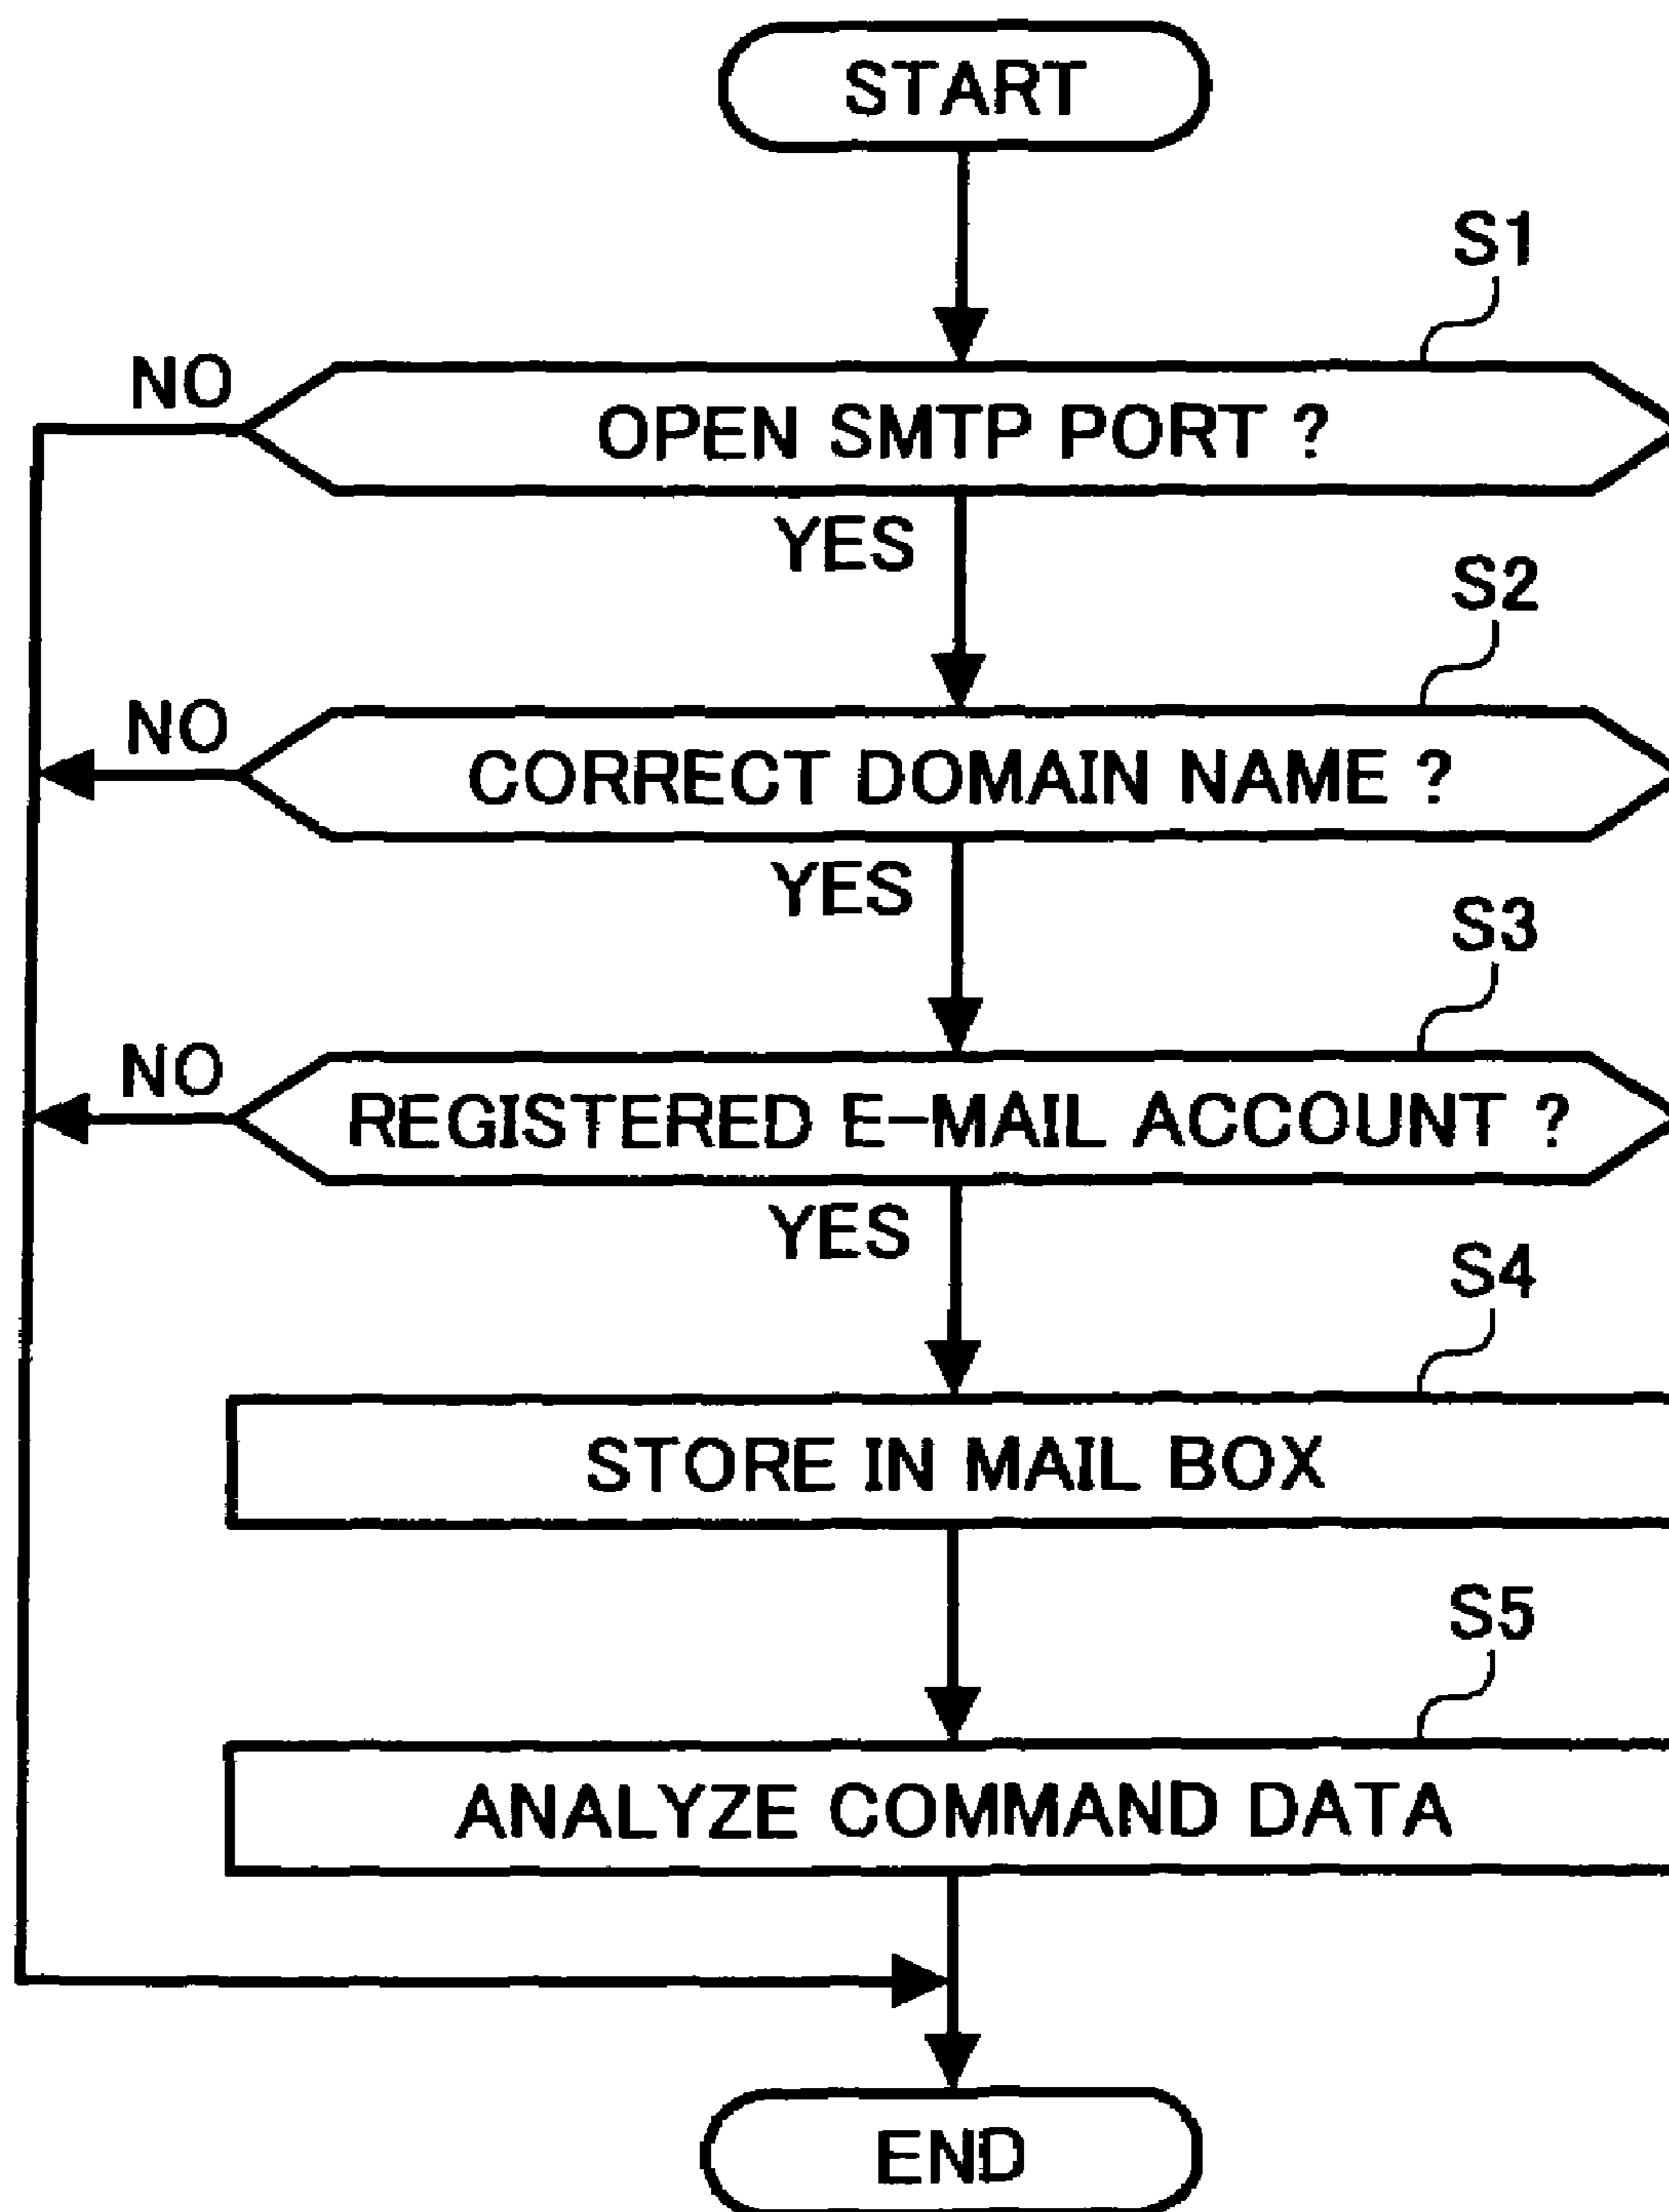 START
S1
NO
OPEN SMTP PORT ?
YES
S2
NO
CORRECT DOMAIN NAME ?
YES
S3
NO
REGISTERED E-MAIL ACCOUNT ?
YES
S4
STORE IN MAIL BOX
S5
ANALYZE COMMAND DATA
END